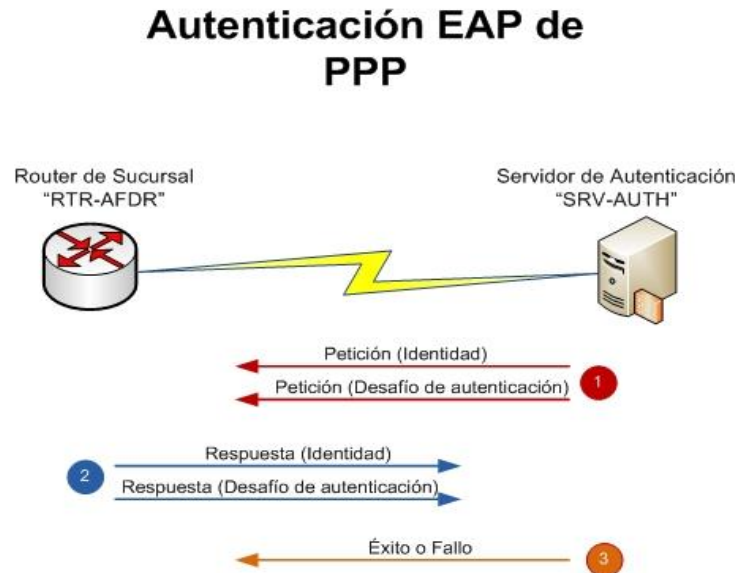 Autenticación EAP de
PPP
Router de Sucursal
"RTR-AFDR"
Servidor de Autenticación
"SRV-AUTH"
Petición (Identidad)
Petición (Desafío de autenticación)
1
2
Respuesta (Identidad)
Respuesta (Desafío de autenticación)
Éxito o Fallo
3